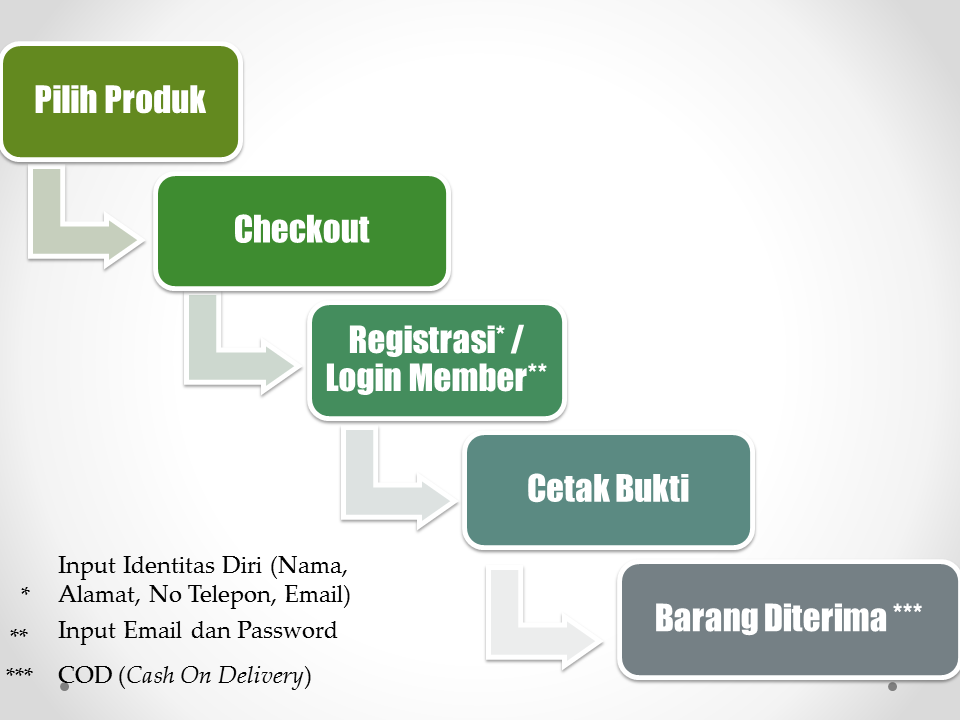 Pilih Produk
Checkout
Registrasi* /
Login Member**
Cetak Bukti
Barang Diterima ***
Input Identitas Diri (Nama,
* Alamat, No Telepon, Email)
** Input Email dan Password
*** COD (Cash On Delivery)